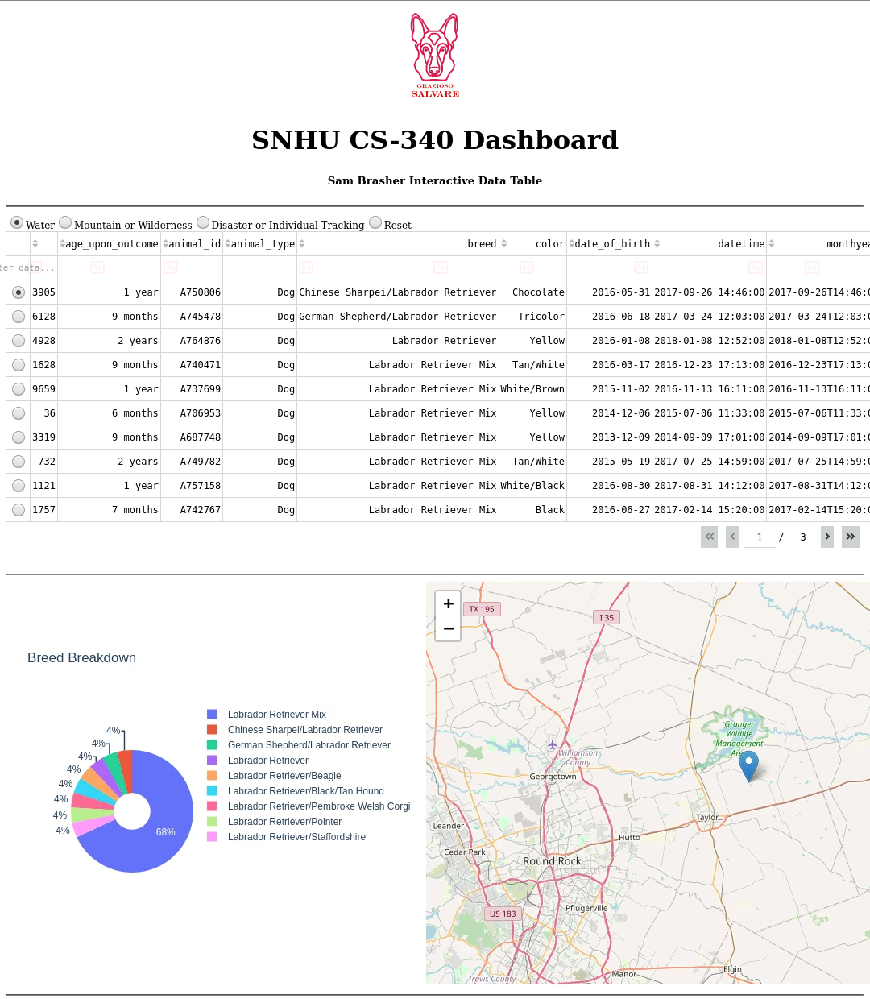 GRAZIOSO
SALVARE
SNHU CS-340 Dashboard
Sam Brasher Interactive Data Table
Water Mountain or Wilderness Disaster or Individual Tracking Reset
age_upon_outcome animal_id animal_type breed color date_of_birth datetime monthyea
ter data...
3905 1 year A750806 Dog Chinese Sharpei/Labrador Retriever Chocolate 2016-05-31 2017-09-26 14:46:00 2017-09-26T14:46:0
6128 9 months A745478 Dog German Shepherd/Labrador Retriever Tricolor 2016-06-18 2017-03-24 12:03:00 2017-03-24T12:03:0
4928 2 years A764876 Dog Labrador Retriever Yellow 2016-01-08 2018-01-08 12:52:00 2018-01-08T12:52:0
1628 9 months A740471 Dog Labrador Retriever Mix Tan/White 2016-03-17 2016-12-23 17:13:00 2016-12-23T17:13:0
9659 1 year A737699 Dog Labrador Retriever Mix White/Brown 2015-11-02 2016-11-13 16:11:00 2016-11-13T16:11:0
36 6 months A706953 Dog Labrador Retriever Mix Yellow 2014-12-06 2015-07-06 11:33:00 2015-07-06T11:33:0
3319 9 months A687748 Dog Labrador Retriever Mix Yellow 2013-12-09 2014-09-09 17:01:00 2014-09-09T17:01:0
732 2 years A749782 Dog Labrador Retriever Mix Tan/White 2015-05-19 2017-07-25 14:59:00 2017-07-25T14:59:0
1121 1 year A757158 Dog Labrador Retriever Mix White/Black 2016-08-30 2017-08-31 14:12:00 2017-08-31T14:12:0
1757 7 months A742767 Dog Labrador Retriever Mix Black 2016-06-27 2017-02-14 15:20:00 2017-02-14T15:20:0
« ‹ 1 / 3 › »
Breed Breakdown
Labrador Retriever Mix
Chinese Sharpei/Labrador Retriever
German Shepherd/Labrador Retriever
Labrador Retriever
Labrador Retriever/Beagle
Labrador Retriever/Black/Tan Hound
Labrador Retriever/Pembroke Welsh Corgi
Labrador Retriever/Pointer
Labrador Retriever/Staffordshire
4%
4%
4%
4%
4%
4%
4%
4%
68%
+
−
TX 195
I 35
Granger
Wildlife
Management
Area
Williamson
County
Georgetown
Taylor
Leander
Hutto
Cedar Park
Round Rock
Pflugerville
US 183
Elgin
Manor
Travis County